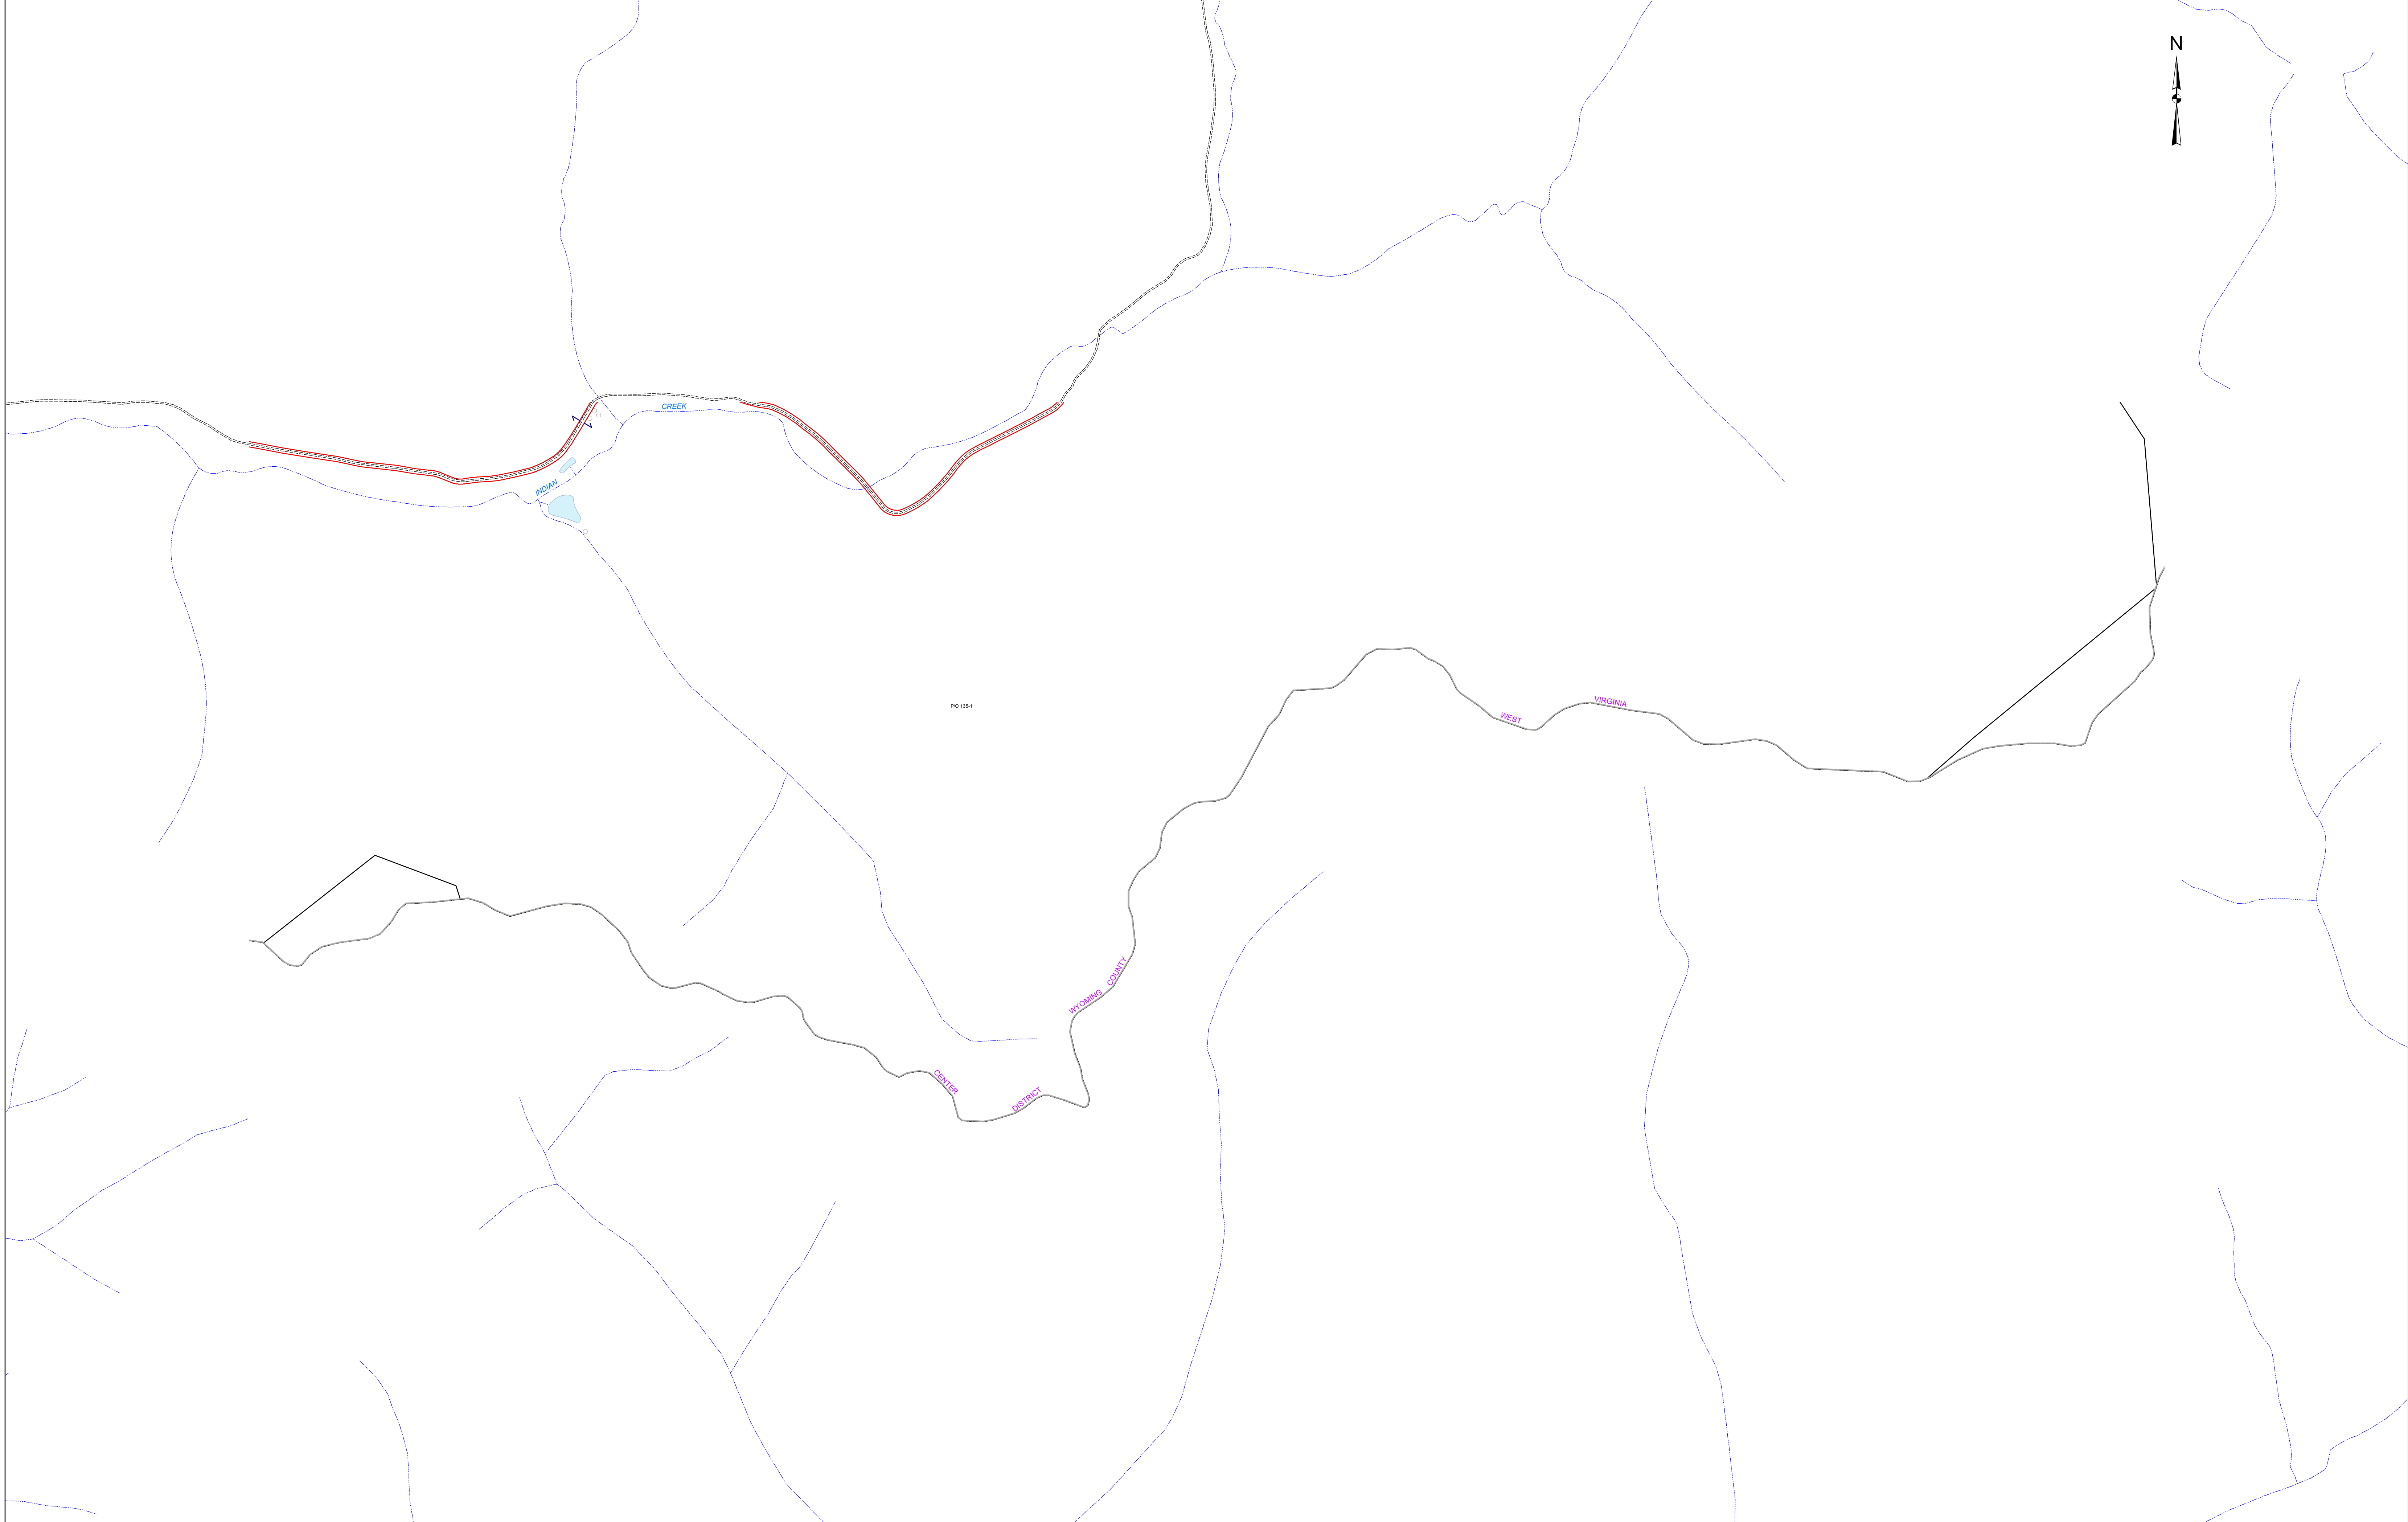 N
CREEK
INDIAN
PIO 135-1
WEST
VIRGINIA
WYOMING
COUNTY
CENTER
DISTRICT